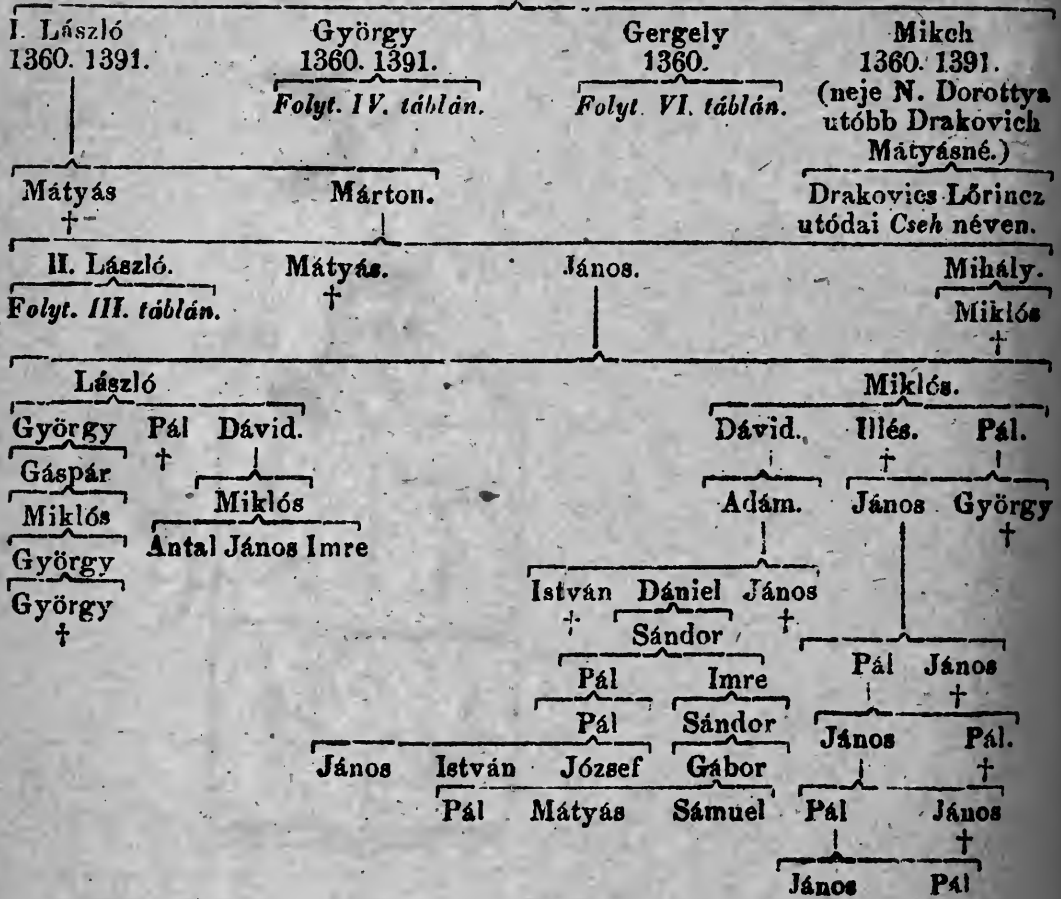 I. László György Gergely Mikch
1360. 1391. 1360. 1391. 1360. 1360. 1391.
Folyt. IV. táblán. Folyt. VI. táblán. (neje N. Dorottya
utóbb Drakovich
Mátyásné.)
Mátyás Márton. Drakovics Lőrincz
† utódai Cseh néven.
II. László. Mátyás. János. Mihály.
Folyt. III. táblán. † Miklós
†
László Miklós.
György Pál Dávid. Dávid. Illés. Pál.
Gáspár † †
Miklós Miklós Adám. János György
Antal János Imre †
György
István Dániel János
György † †
† Sándor
Pál János
Pál Imre †
Pál Sándor János Pál.
János István József Gábor †
Pál Mátyás Sámuel Pál János
†
János Pál